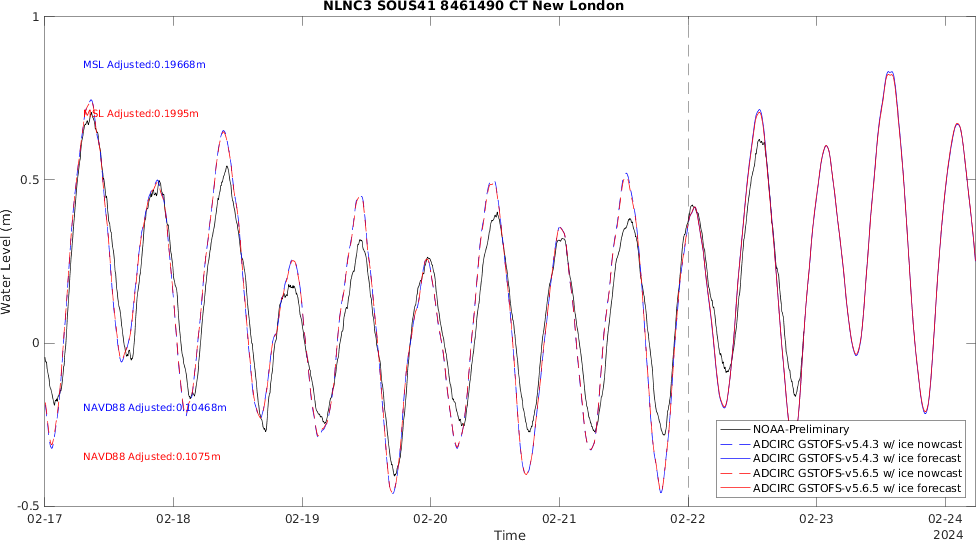 NLNC3 SOUS41 8461490 CT New London
1
MSL Adjusted:0.19668m
MSL Adjusted:0.1995m
0.5
Water Level (m)
0
NAVD88 Adjusted:0.10468m
NAVD88 Adjusted:0.1075m
-0.5
NOAA-Preliminary
ADCIRC GSTOFS-v5.4.3 w/ ice nowcast
ADCIRC GSTOFS-v5.4.3 w/ ice forecast
ADCIRC GSTOFS-v5.6.5 w/ ice nowcast
ADCIRC GSTOFS-v5.6.5 w/ ice forecast
02-17 02-18 02-19 02-20 02-21 02-22 02-23 02-24
Time
2024